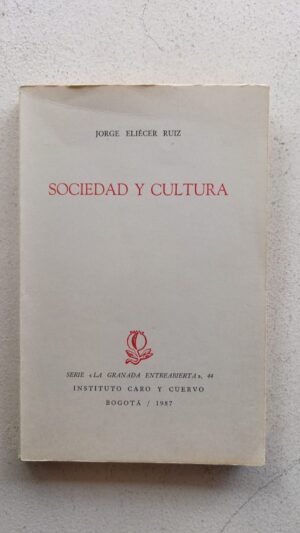 JORGE ELIÉCER RUIZ
SOCIEDAD Y CULTURA
SERIE «LA GRANADA ENTREABIERTA», 44
INSTITUTO CARO Y CUERVO
BOGOTÁ / 1987